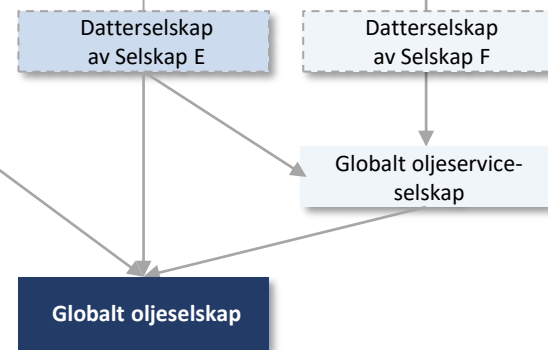 Datterselskap
av Selskap E
Datterselskap
av Selskap F
Globalt oljeservice-
selskap
Globalt oljeselskap